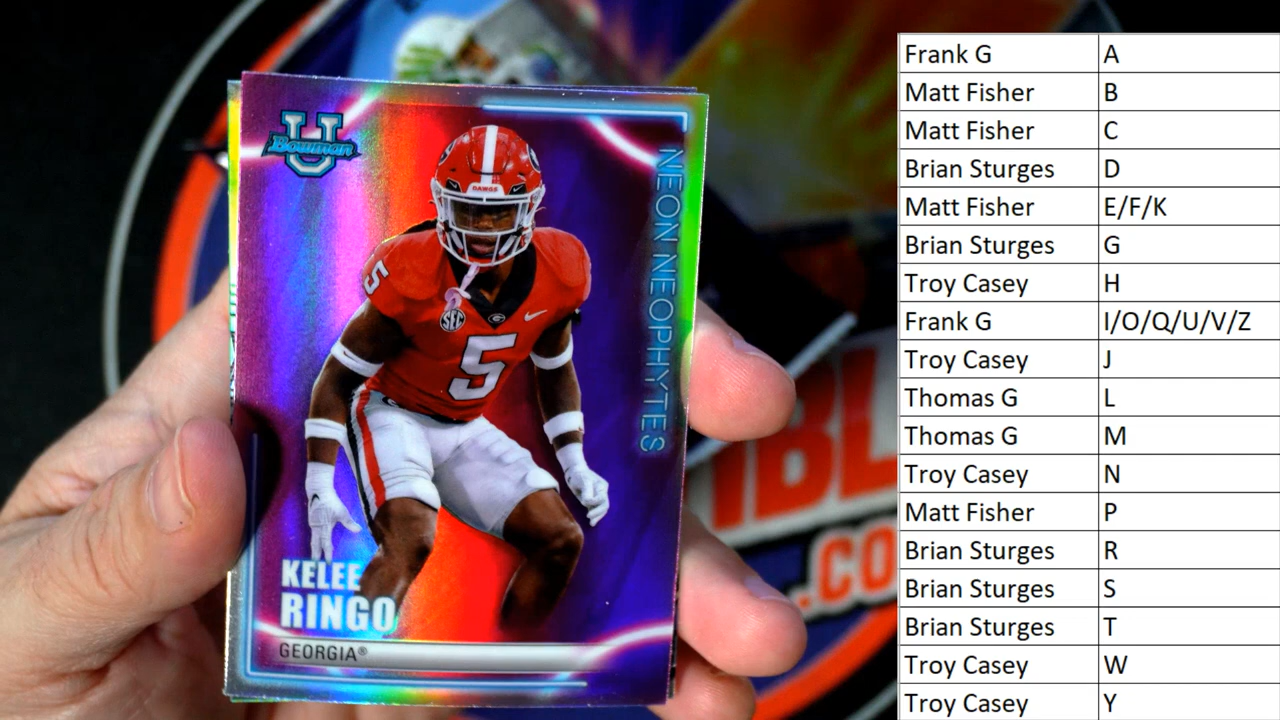 U
Bowman
NEON NEOPHYTES
DAWGS
5
SEC
G
5
KELEE
RINGO
GEORGIA®
IBL
.CO
Frank G A
Matt Fisher B
Matt Fisher C
Brian Sturges D
Matt Fisher E/F/K
Brian Sturges G
Troy Casey H
Frank G I/O/Q/U/V/Z
Troy Casey J
Thomas G L
Thomas G M
Troy Casey N
Matt Fisher P
Brian Sturges R
Brian Sturges S
Brian Sturges T
Troy Casey W
Troy Casey Y